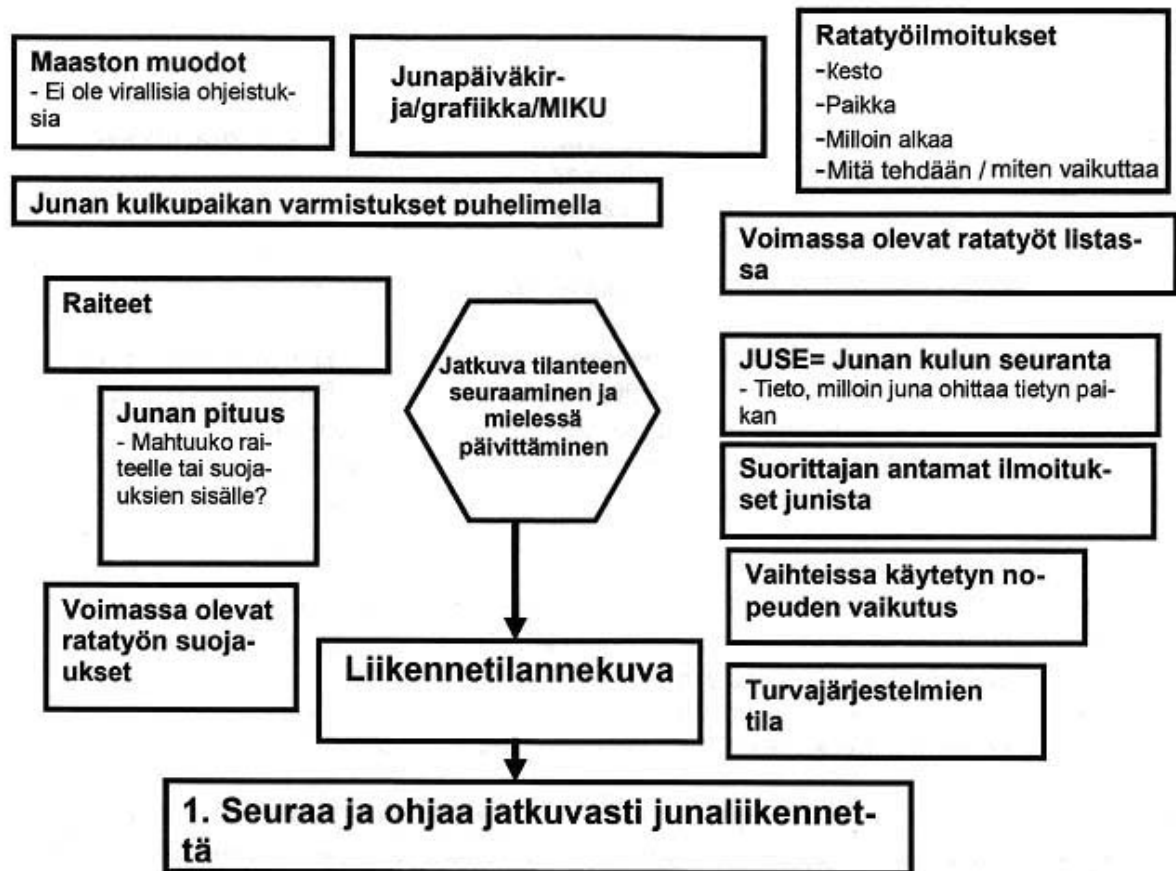 Maaston muodot
- Ei ole virallisia ohjeistuk-
sia
Junapäiväkir-
ja/grafiikka/MIKU
Ratatyöilmoitukset
-Kesto
-Paikka
-Milloin alkaa
-Mitä tehdään / miten vaikuttaa
Junan kulkupaikan varmistukset puhelimella
Voimassa olevat ratatyöt listas-
sa
Raiteet
Jatkuva tilanteen
seuraaminen ja
mielessä
päivittäminen
JUSE= Junan kulun seuranta
- Tieto, milloin juna ohittaa tietyn pai-
kan
Junan pituus
- Mahtuuko rai-
teelle tai suoja-
uksien sisälle?
Suorittajan antamat ilmoituk-
set junista
Vaihteissa käytetyn no-
peuden vaikutus
Voimassa olevat
ratatyön suoja-
ukset
Liikennetilannekuva
Turvajärjestelmien
tila
1. Seuraa ja ohjaa jatkuvasti junaliikennet-
tä